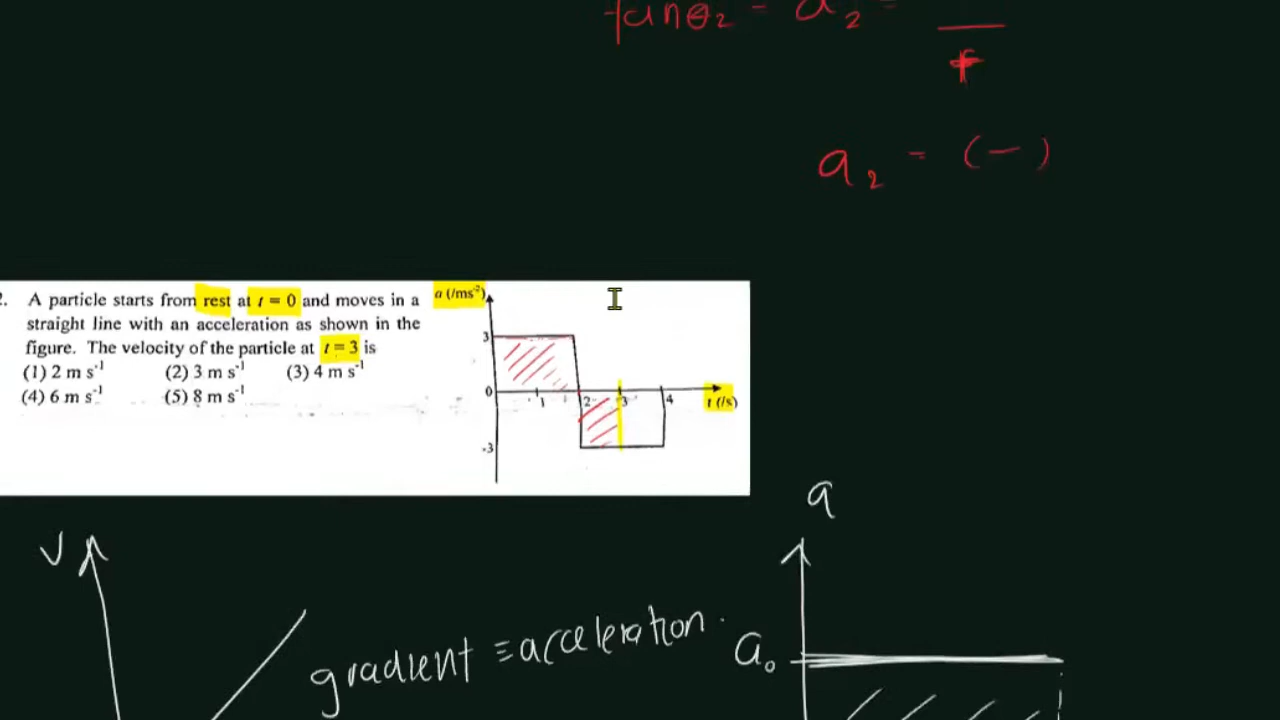 tanθ₂ = a₂ =
t
a₂ = (−)
2. A particle starts from rest at t = 0 and moves in a
straight line with an acceleration as shown in the
figure. The velocity of the particle at t = 3 is
(1) 2 m s⁻¹ (2) 3 m s⁻¹ (3) 4 m s⁻¹
(4) 6 m s⁻¹ (5) 8 m s⁻¹
a (/ms⁻²)
3
0 1 2 3 4 t (/s)
-3
a
v
gradient ≡ acceleration.
a₀